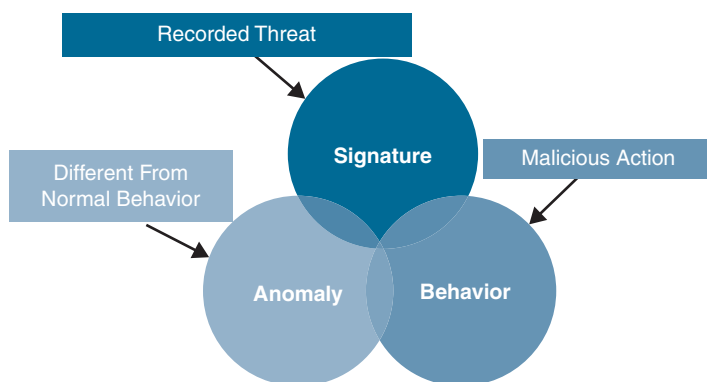 Recorded Threat
Signature
Malicious Action
Different From
Normal Behavior
Anomaly
Behavior